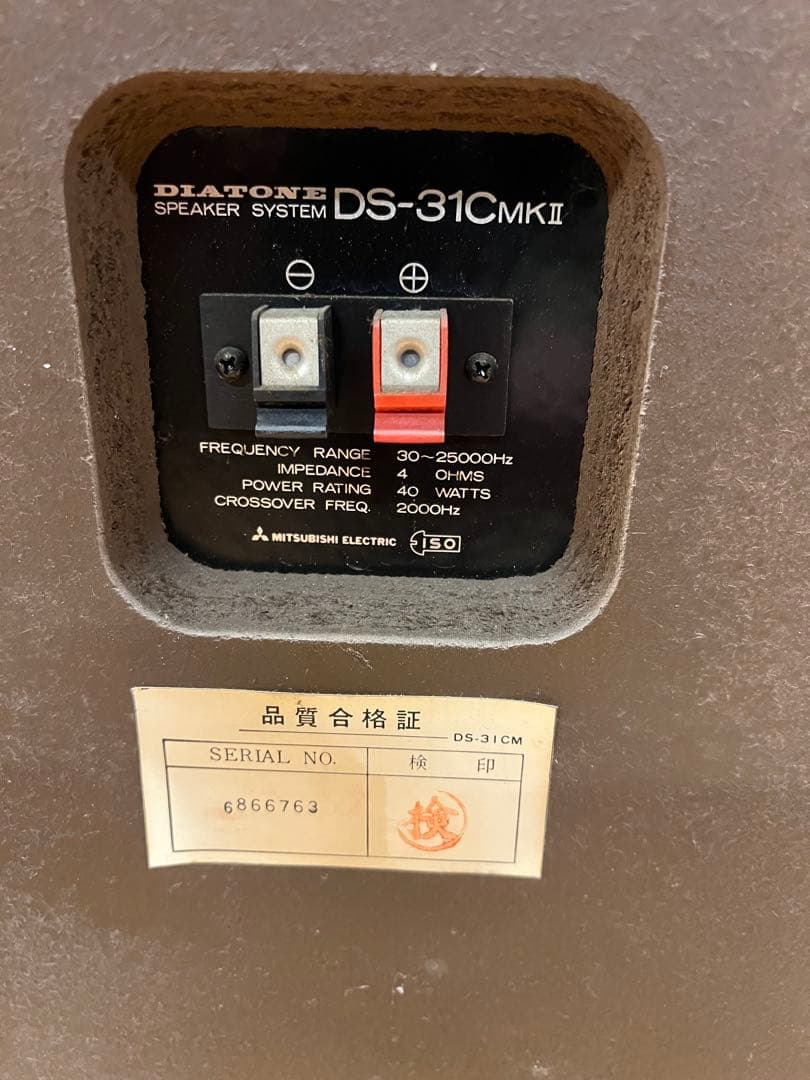 DIATONE
SPEAKER SYSTEM DS-31CMKII
⊖ ⊕
FREQUENCY RANGE 30~25000Hz
IMPEDANCE 4 OHMS
POWER RATING 40 WATTS
CROSSOVER FREQ. 2000Hz
MITSUBISHI ELECTRIC ISO
品質合格証
DS-31CM
SERIAL NO. 検 印
6866763 検